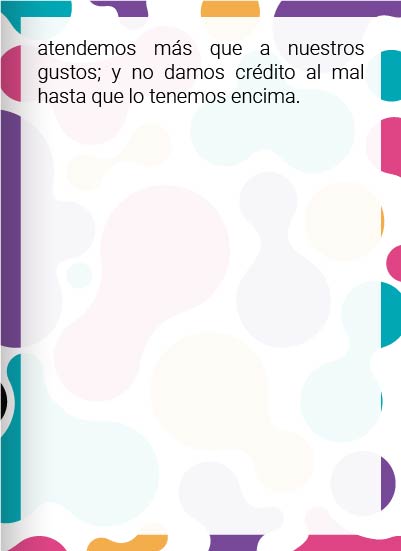 atendemos más que a nuestros
gustos; y no damos crédito al mal
hasta que lo tenemos encima.